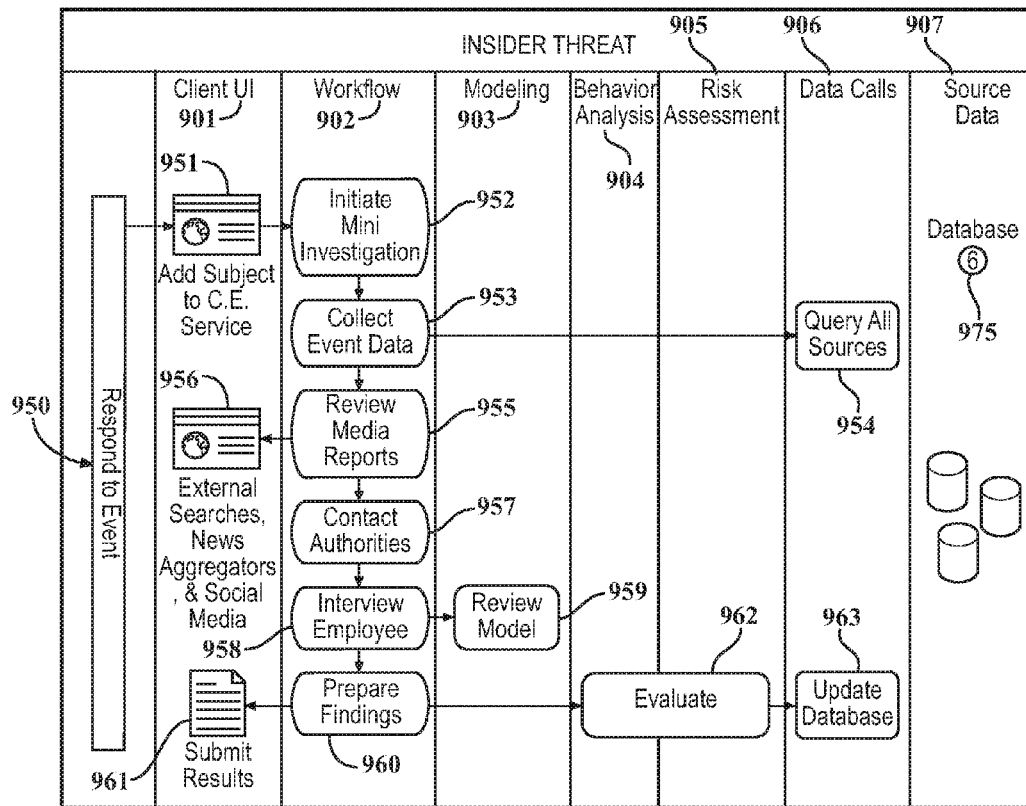 905
906
907
INSIDER THREAT
Client UI
901
Workflow
902
Modeling
903
Behavior
Analysis
904
Risk
Assessment
Data Calls
Source
Data
951
Initiate
Mini
Investigation
952
Add Subject
to C.E.
Service
Database
6
975
Collect
Event Data
953
Query All
Sources
954
950
Respond to Event
956
Review
Media
Reports
955
External
Searches,
News
Aggregators
, & Social
Media
Contact
Authorities
957
Interview
Employee
958
Review
Model
959
962
963
Prepare
Findings
960
Evaluate
Update
Database
961
Submit
Results